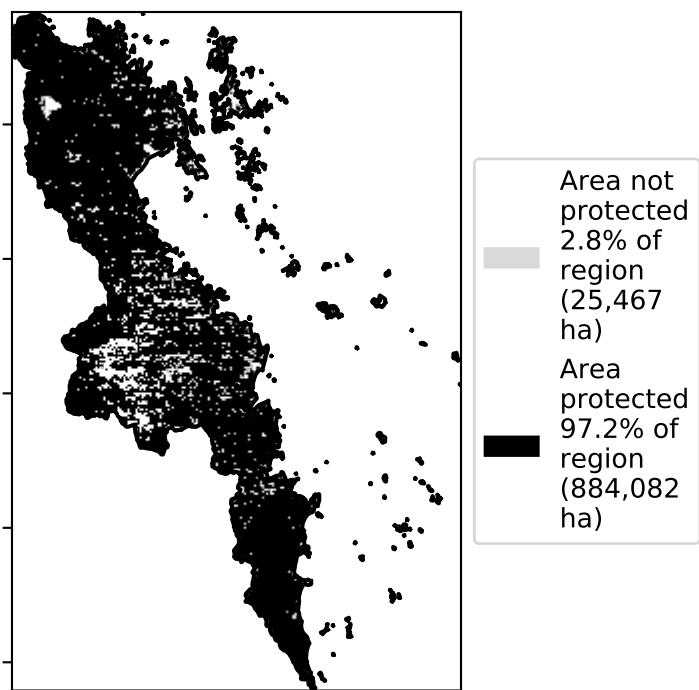 Area not
protected
2.8% of
region
(25,467
ha)
Area
protected
97.2% of
region
(884,082
ha)